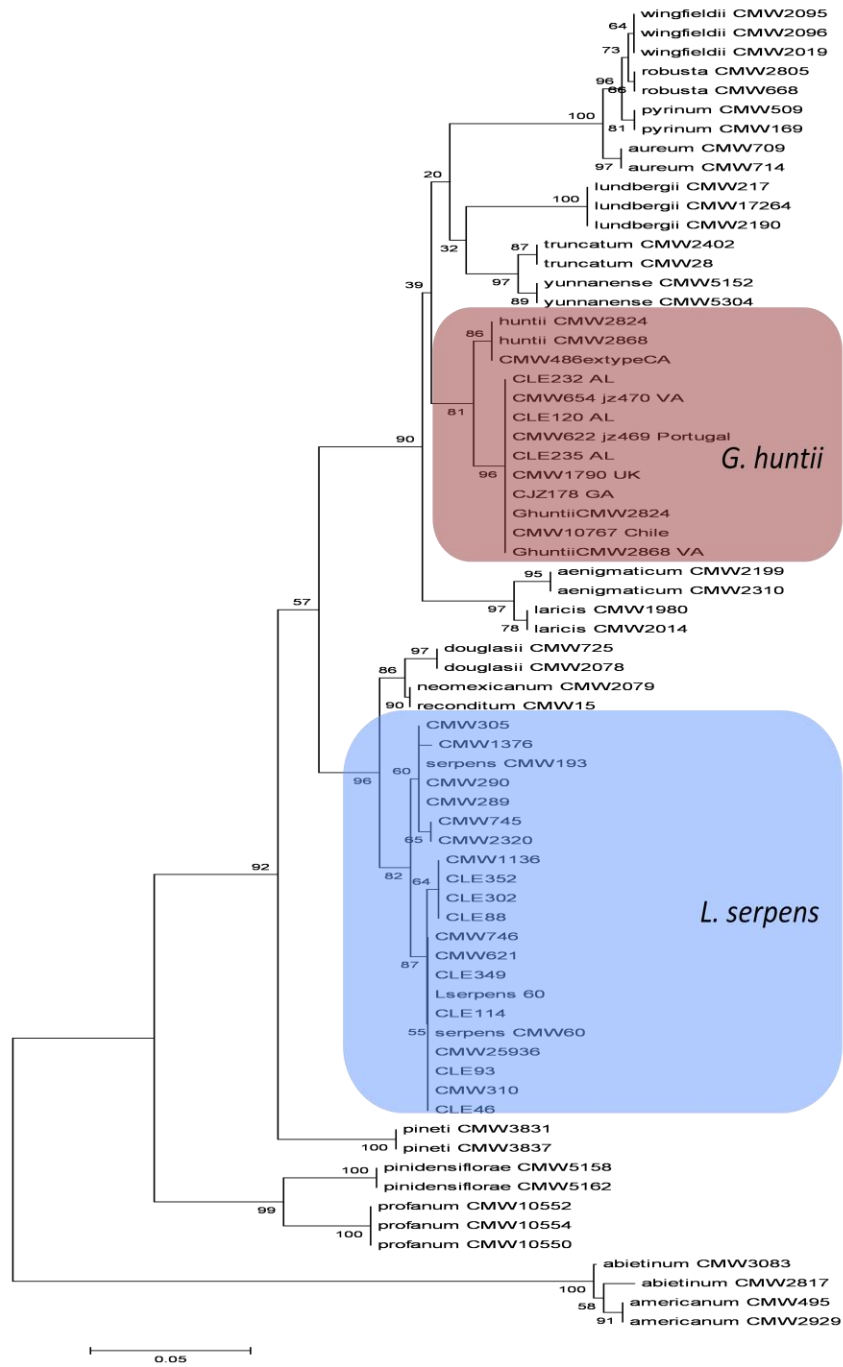 wingfieldii CMW2095
64
wingfieldii CMW2096
73
wingfieldii CMW2019
96
robusta CMW2805
66
robusta CMW668
pyrinum CMW509
100
81
pyrinum CMW169
aureum CMW709
97
aureum CMW714
20
lundbergii CMW217
100
lundbergii CMW17264
lundbergii CMW2190
32
87
truncatum CMW2402
truncatum CMW28
97
yunnanense CMW5152
39
89
yunnanense CMW5304
huntii CMW2824
86
huntii CMW2868
CMW486extypeCA
CLE232 AL
CMW654 jz470 VA
81
CLE120 AL
CMW622 jz469 Portugal
90
CLE235 AL
G. huntii
96
CMW1790 UK
CJZ178 GA
GhuntiiCMW2824
CMW10767 Chile
GhuntiiCMW2868 VA
95
aenigmaticum CMW2199
aenigmaticum CMW2310
57
97
laricis CMW1980
78
laricis CMW2014
97
douglasii CMW725
86
douglasii CMW2078
neomexicanum CMW2079
90
reconditum CMW15
CMW305
CMW1376
60
serpens CMW193
96
CMW290
CMW289
CMW745
65
CMW2320
92
CMW1136
82
64
CLE352
CLE302
L. serpens
CLE88
CMW746
CMW621
87
CLE349
Lserpens 60
CLE114
55
serpens CMW60
CMW25936
CLE93
CMW310
CLE46
pineti CMW3831
100
pineti CMW3837
100
pinidensiflorae CMW5158
pinidensiflorae CMW5162
99
profanum CMW10552
profanum CMW10554
100
profanum CMW10550
abietinum CMW3083
100
abietinum CMW2817
58
americanum CMW495
91
americanum CMW2929
0.05